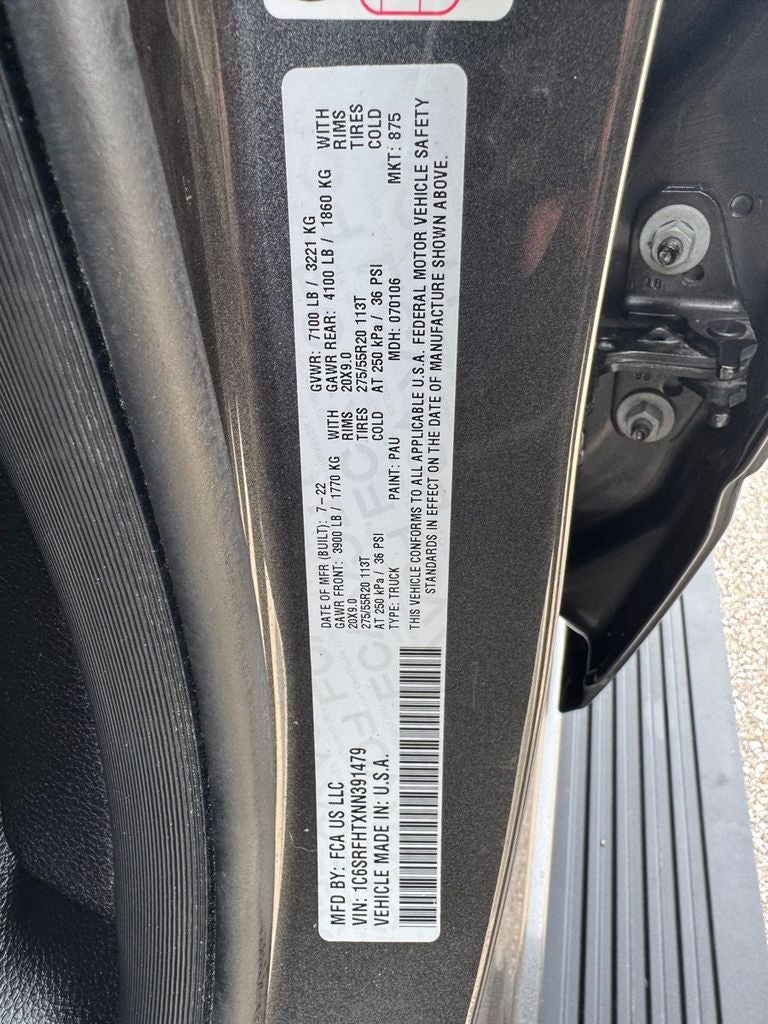 MFD BY: FCA US LLC
VIN: 1C6SRFHTXNN391479
VEHICLE MADE IN: U.S.A.
DATE OF MFR (BUILT): 7-22
GAWR FRONT: 3900 LB / 1770 KG WITH
20X9.0 RIMS
275/55R20 113T TIRES
AT 250 kPa / 36 PSI COLD
TYPE: TRUCK PAINT: PAU
GVWR: 7100 LB / 3221 KG
GAWR REAR: 4100 LB / 1860 KG WITH
20X9.0 RIMS
275/55R20 113T TIRES
AT 250 kPa / 36 PSI COLD
MDH: 070106 MKT: 875
THIS VEHICLE CONFORMS TO ALL APPLICABLE U.S.A. FEDERAL MOTOR VEHICLE SAFETY
STANDARDS IN EFFECT ON THE DATE OF MANUFACTURE SHOWN ABOVE.